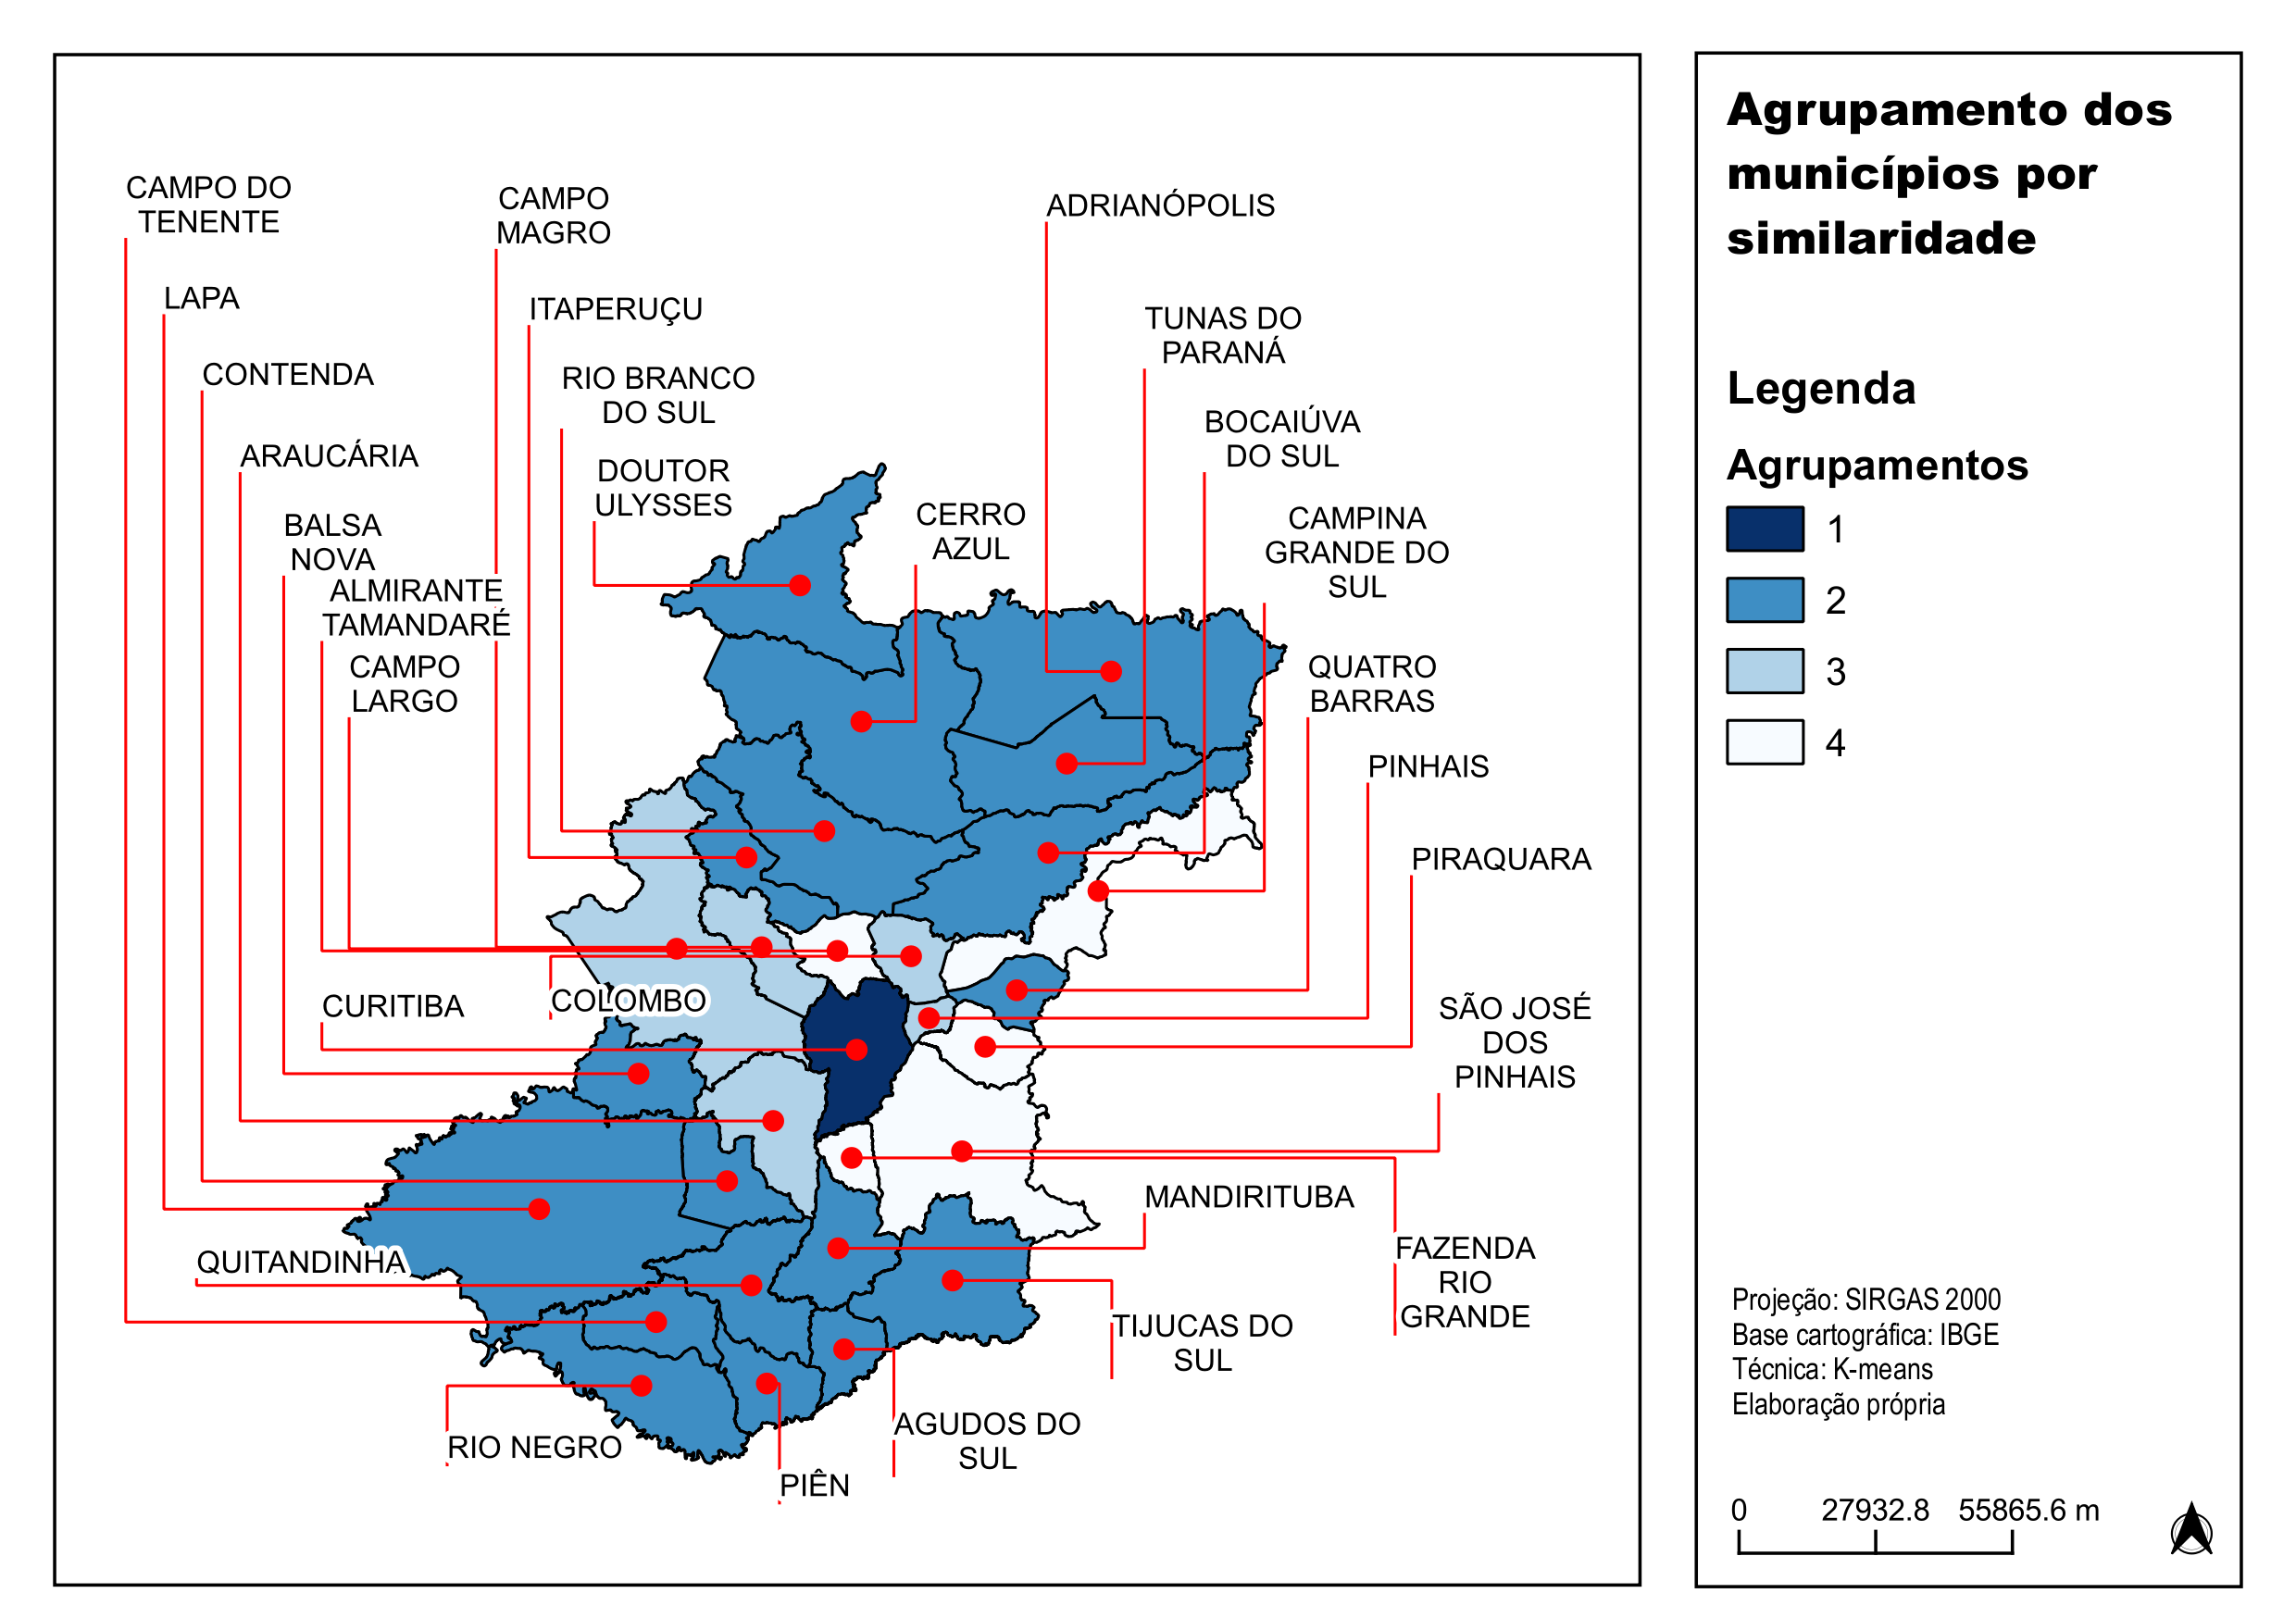 Agrupamento dos
municípios por
similaridade
Legenda
Agrupamentos
1
2
3
4
Projeção: SIRGAS 2000
Base cartográfica: IBGE
Técnica: K-means
Elaboração própria
0 27932.8 55865.6 m
CAMPO DO
TENENTE
LAPA
CONTENDA
ARAUCÁRIA
BALSA
NOVA
ALMIRANTE
TAMANDARÉ
CAMPO
LARGO
CAMPO
MAGRO
ITAPERUÇU
RIO BRANCO
DO SUL
DOUTOR
ULYSSES
CERRO
AZUL
ADRIANÓPOLIS
TUNAS DO
PARANÁ
BOCAIÚVA
DO SUL
CAMPINA
GRANDE DO
SUL
QUATRO
BARRAS
PINHAIS
PIRAQUARA
SÃO JOSÉ
DOS
PINHAIS
COLOMBO
CURITIBA
MANDIRITUBA
FAZENDA
RIO
GRANDE
QUITANDINHA
TIJUCAS DO
SUL
AGUDOS DO
SUL
RIO NEGRO
PIÊN